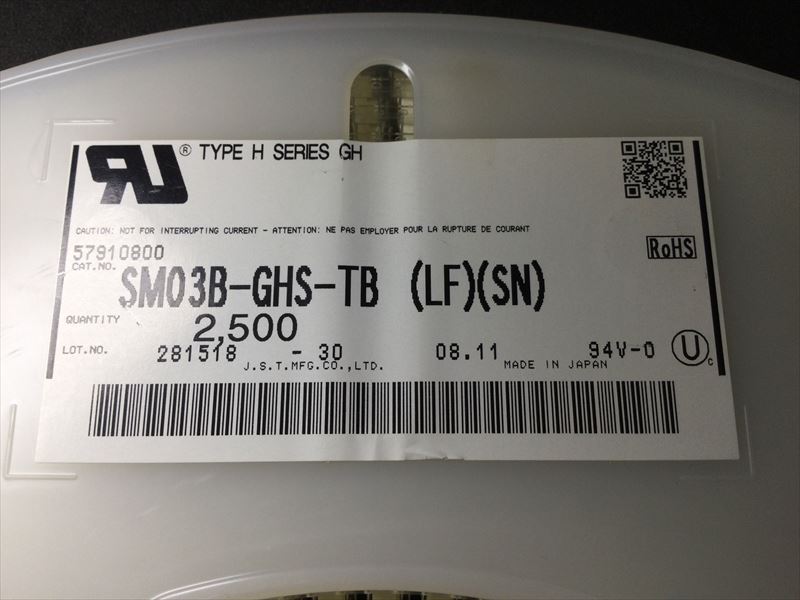 RU ® TYPE H SERIES GH
CAUTION: NOT FOR INTERRUPTING CURRENT - ATTENTION: NE PAS EMPLOYER POUR LA RUPTURE DE COURANT
57910800
RoHS
CAT.NO. SM03B-GHS-TB (LF)(SN)
QUANTITY 2,500
LOT.NO. 281518 - 30 08.11 94V-0 U c
J.S.T.MFG.CO.,LTD. MADE IN JAPAN